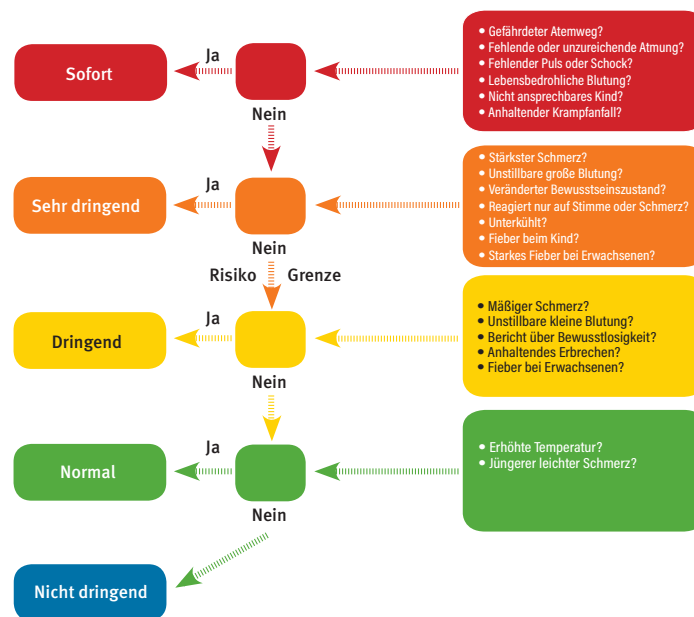 Sofort
Ja
Nein
• Gefährdeter Atemweg?
• Fehlende oder unzureichende Atmung?
• Fehlender Puls oder Schock?
• Lebensbedrohliche Blutung?
• Nicht ansprechbares Kind?
• Anhaltender Krampfanfall?
Sehr dringend
Ja
Nein
• Stärkster Schmerz?
• Unstillbare große Blutung?
• Veränderter Bewusstseinszustand?
• Reagiert nur auf Stimme oder Schmerz?
• Unterkühlt?
• Fieber beim Kind?
• Starkes Fieber bei Erwachsenen?
Risiko Grenze
Dringend
Ja
Nein
• Mäßiger Schmerz?
• Unstillbare kleine Blutung?
• Bericht über Bewusstlosigkeit?
• Anhaltendes Erbrechen?
• Fieber bei Erwachsenen?
Normal
Ja
Nein
• Erhöhte Temperatur?
• Jüngerer leichter Schmerz?
Nicht dringend